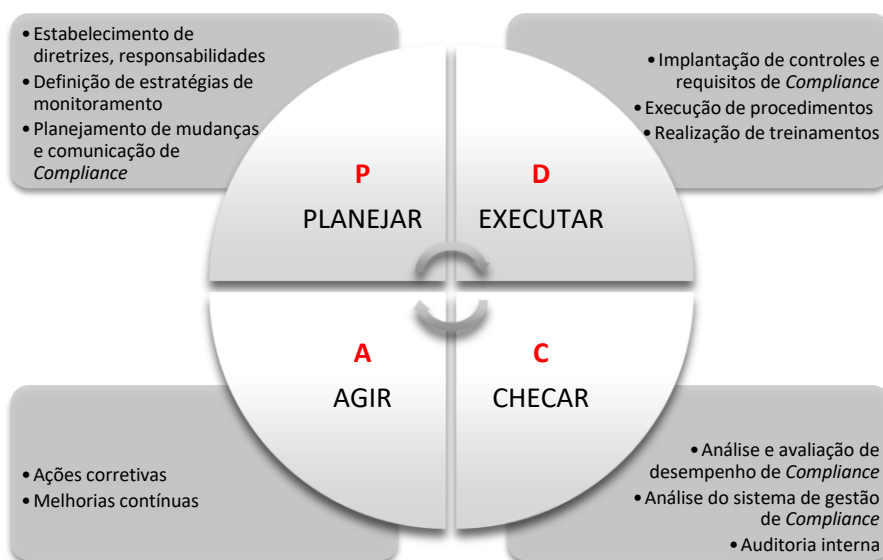 • Estabelecimento de
diretrizes, responsabilidades
• Definição de estratégias de
monitoramento
• Planejamento de mudanças
e comunicação de
Compliance
• Implantação de controles e
requisitos de Compliance
• Execução de procedimentos
• Realização de treinamentos
P
PLANEJAR
D
EXECUTAR
A
AGIR
C
CHECAR
• Ações corretivas
• Melhorias contínuas
• Análise e avaliação de
desempenho de Compliance
• Análise do sistema de gestão
de Compliance
• Auditoria interna